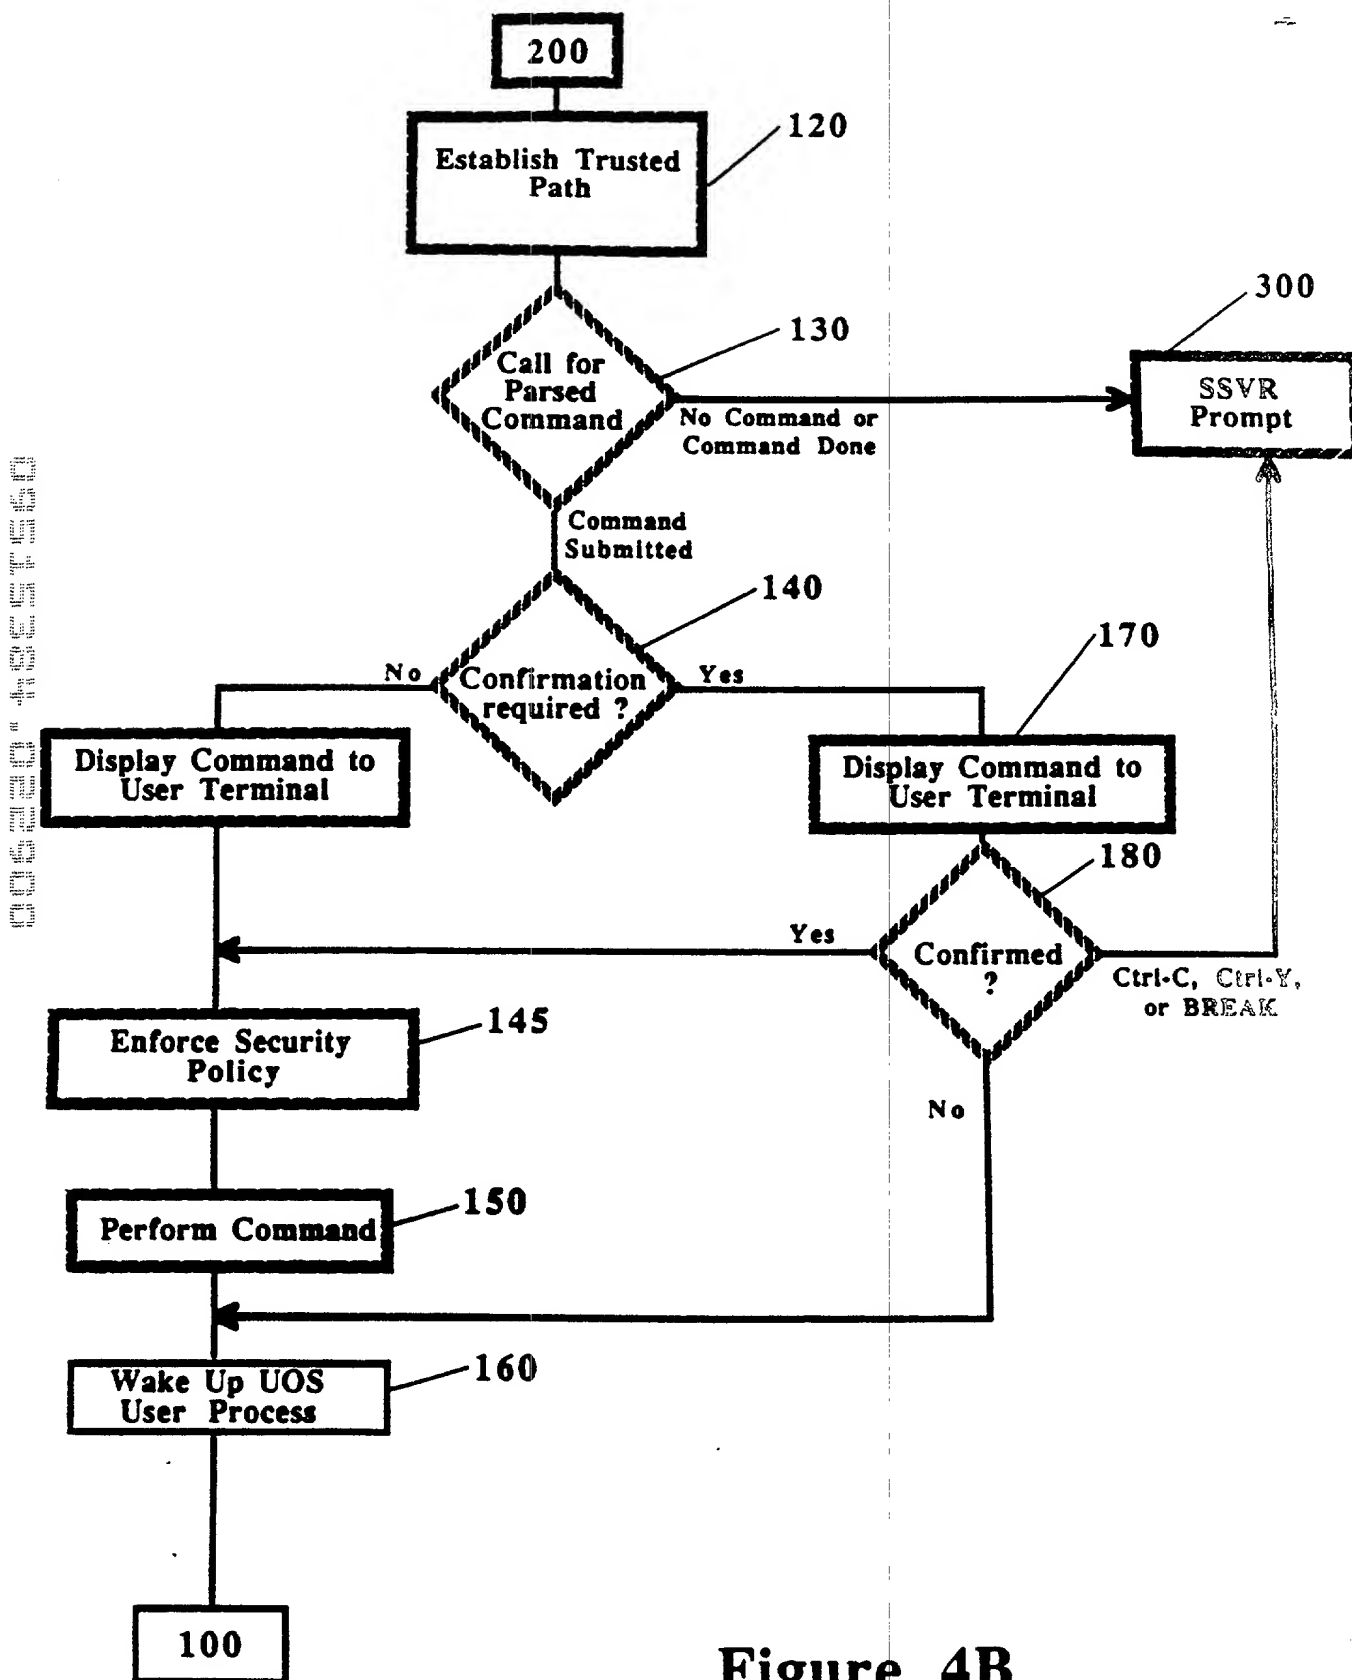 200
Establish Trusted
Path
120
Call for
Parsed
Command
130
300
SSVR
Prompt
No Command or
Command Done
Command
Submitted
140
Confirmation
required ?
No
Yes
170
Display Command to
User Terminal
Display Command to
User Terminal
180
Confirmed
?
Yes
Ctrl-C, Ctrl-Y,
or BREAK
No
Enforce Security
Policy
145
Perform Command
150
Wake Up UOS
User Process
160
100
Figure 4B